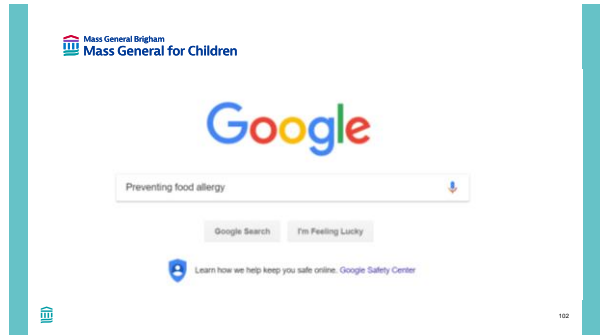 Mass General Brigham
Mass General for Children
Google
Preventing food allergy
Google Search
I'm Feeling Lucky
Learn how we help keep you safe online. Google Safety Center
102